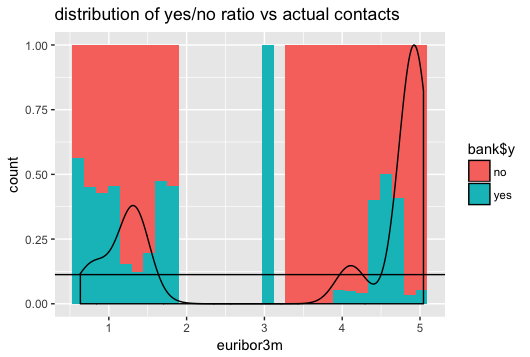 distribution of yes/no ratio vs actual contacts
1.00
0.75
0.50
0.25
0.00
count
1 2 3 4 5
euribor3m
bank$y
no
yes